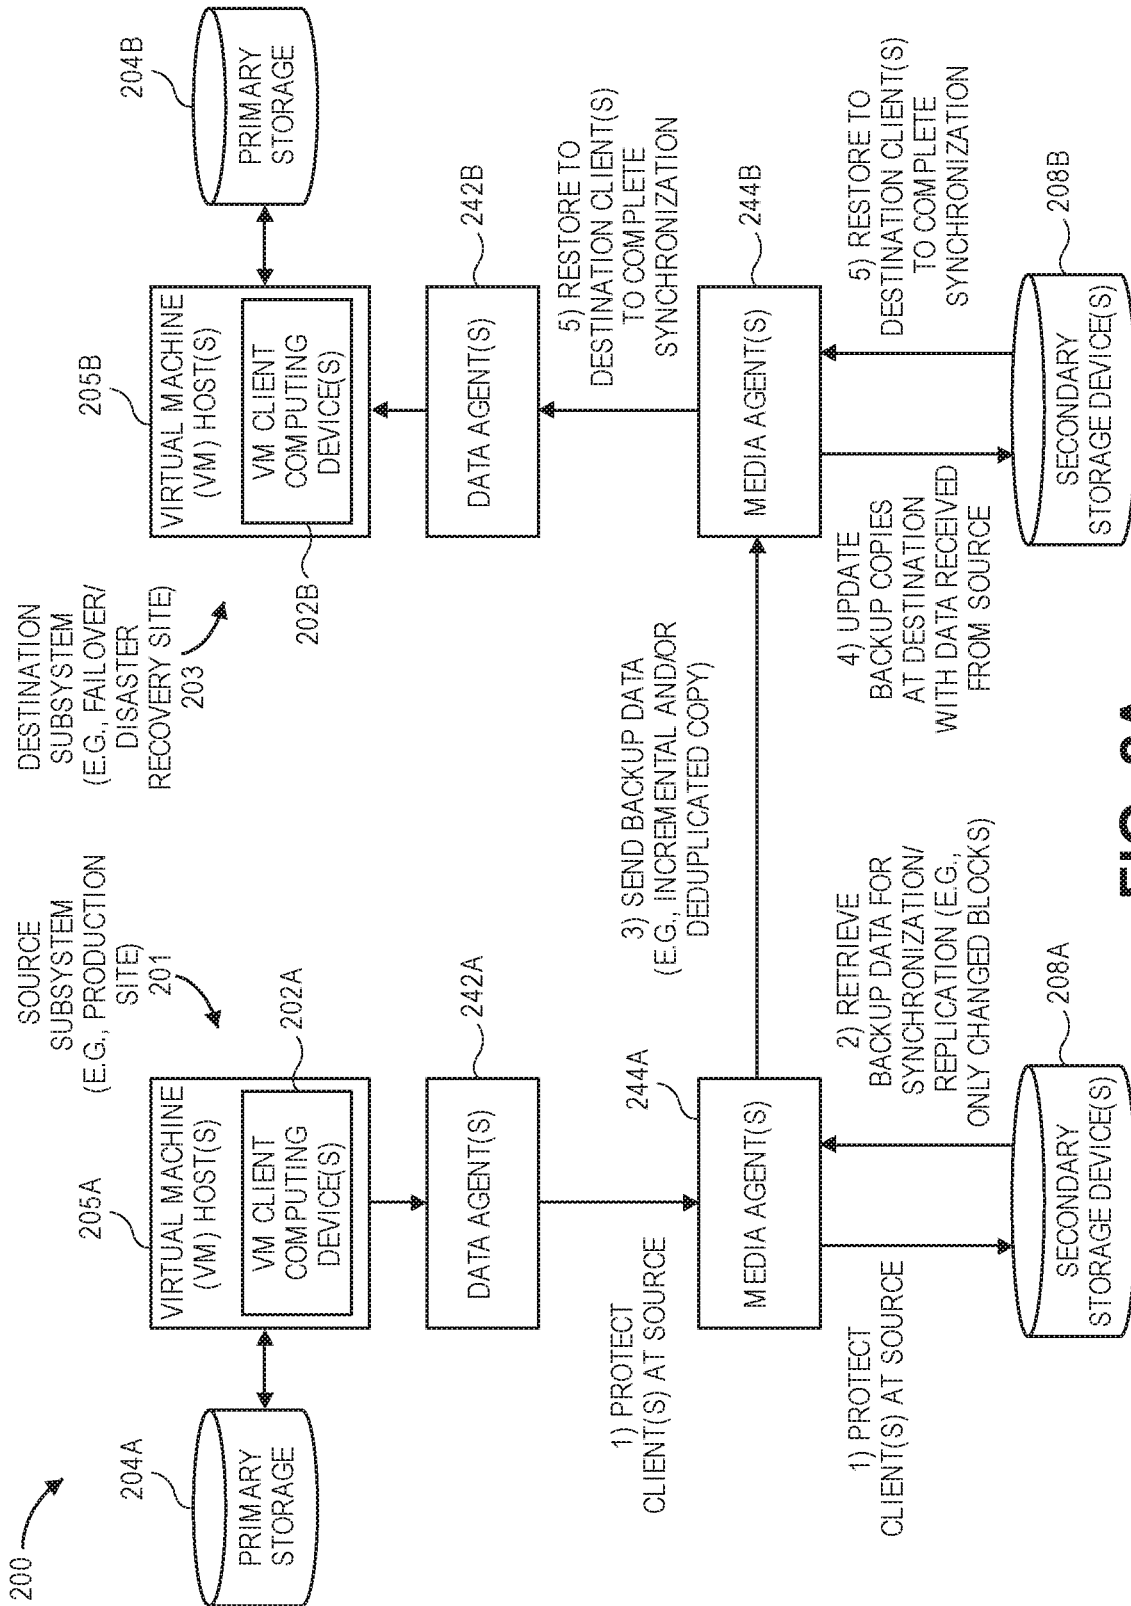 200
SOURCE
SUBSYSTEM
(E.G., PRODUCTION
SITE)
201
DESTINATION
SUBSYSTEM
(E.G., FAILOVER/
DISASTER
RECOVERY SITE)
203
204A
PRIMARY
STORAGE
205A
VIRTUAL MACHINE
(VM) HOST(S)
VM CLIENT
COMPUTING
DEVICE(S)
202A
205B
VIRTUAL MACHINE
(VM) HOST(S)
VM CLIENT
COMPUTING
DEVICE(S)
202B
204B
PRIMARY
STORAGE
DATA AGENT(S)
242A
DATA AGENT(S)
242B
1) PROTECT
CLIENT(S) AT SOURCE
3) SEND BACKUP DATA
(E.G., INCREMENTAL AND/OR
DEDUPLICATED COPY)
5) RESTORE TO
DESTINATION CLIENT(S)
TO COMPLETE
SYNCHRONIZATION
244A
MEDIA AGENT(S)
MEDIA AGENT(S)
244B
1) PROTECT
CLIENT(S) AT SOURCE
2) RETRIEVE
BACKUP DATA FOR
SYNCHRONIZATION/
REPLICATION (E.G.,
ONLY CHANGED BLOCKS)
4) UPDATE
BACKUP COPIES
AT DESTINATION
WITH DATA RECEIVED
FROM SOURCE
5) RESTORE TO
DESTINATION CLIENT(S)
TO COMPLETE
SYNCHRONIZATION
SECONDARY
STORAGE DEVICE(S)
208A
SECONDARY
STORAGE DEVICE(S)
208B